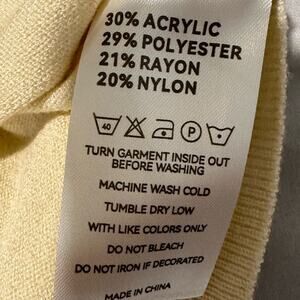 30% ACRYLIC
29% POLYESTER
21% RAYON
20% NYLON
40 P
TURN GARMENT INSIDE OUT
BEFORE WASHING
MACHINE WASH COLD
TUMBLE DRY LOW
WITH LIKE COLORS ONLY
DO NOT BLEACH
DO NOT IRON IF DECORATED
MADE IN CHINA